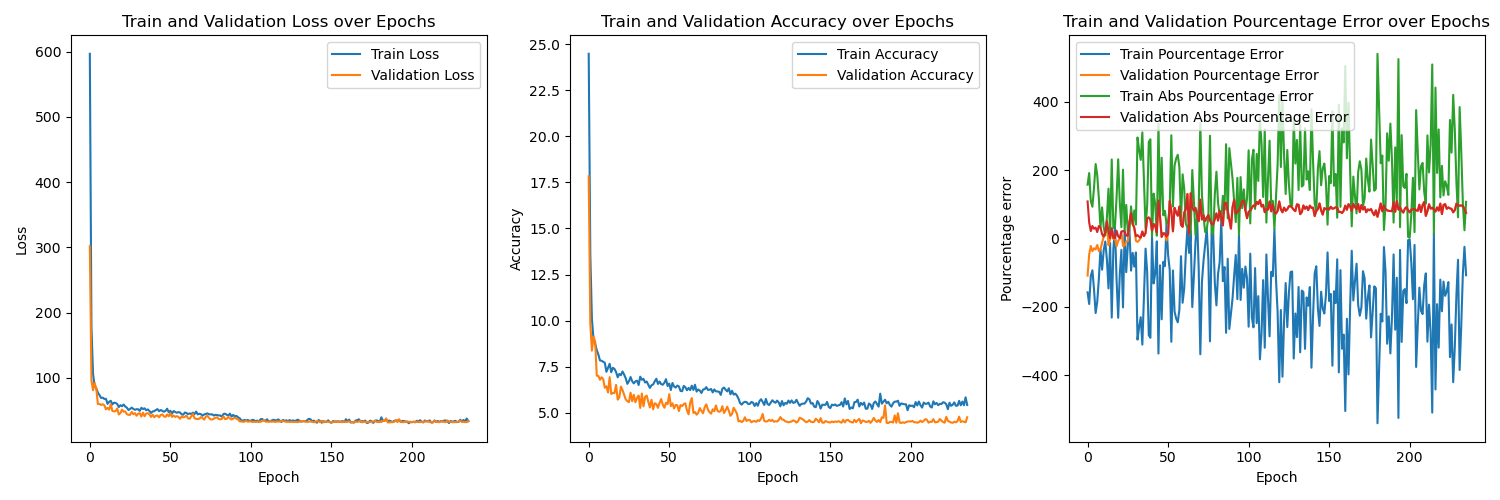 Train and Validation Loss over Epochs
600
500
400
300
200
100
Loss
0
50
100
150
200
Epoch
Train Loss
Validation Loss
Train and Validation Accuracy over Epochs
25.0
22.5
20.0
17.5
15.0
12.5
10.0
7.5
5.0
Accuracy
0
50
100
150
200
Epoch
Train Accuracy
Validation Accuracy
Train and Validation Pourcentage Error over Epochs
400
200
0
−200
−400
Pourcentage error
0
50
100
150
200
Epoch
Train Pourcentage Error
Validation Pourcentage Error
Train Abs Pourcentage Error
Validation Abs Pourcentage Error